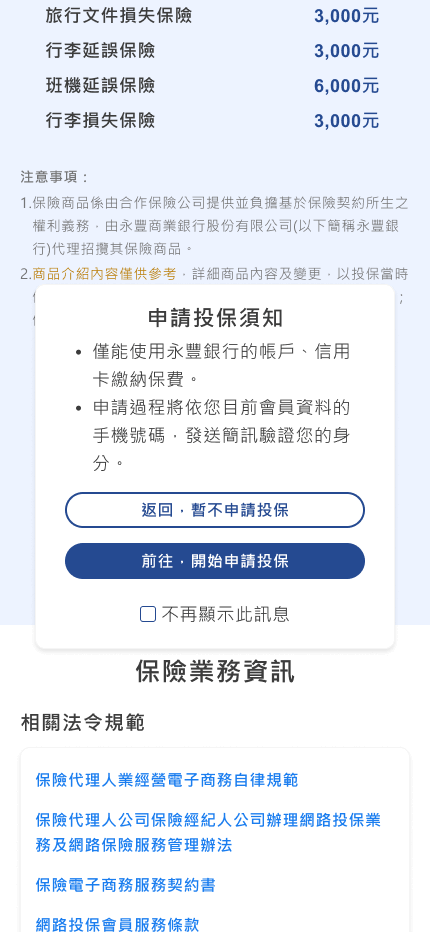 旅行文件損失保險 3,000元
行李延誤保險 3,000元
班機延誤保險 6,000元
行李損失保險 3,000元
注意事項：
1.保險商品係由合作保險公司提供並負擔基於保險契約所生之
權利義務，由永豐商業銀行股份有限公司(以下簡稱永豐銀
行)代理招攬其保險商品。
2.商品介紹內容僅供參考，詳細商品內容及變更，以投保當時
申請投保須知
• 僅能使用永豐銀行的帳戶、信用
卡繳納保費。
• 申請過程將依您目前會員資料的
手機號碼，發送簡訊驗證您的身
分。
返回，暫不申請投保
前往，開始申請投保
不再顯示此訊息
保險業務資訊
相關法令規範
保險代理人業經營電子商務自律規範
保險代理人公司保險經紀人公司辦理網路投保業
務及網路保險服務管理辦法
保險電子商務服務契約書
網路投保會員服務條款